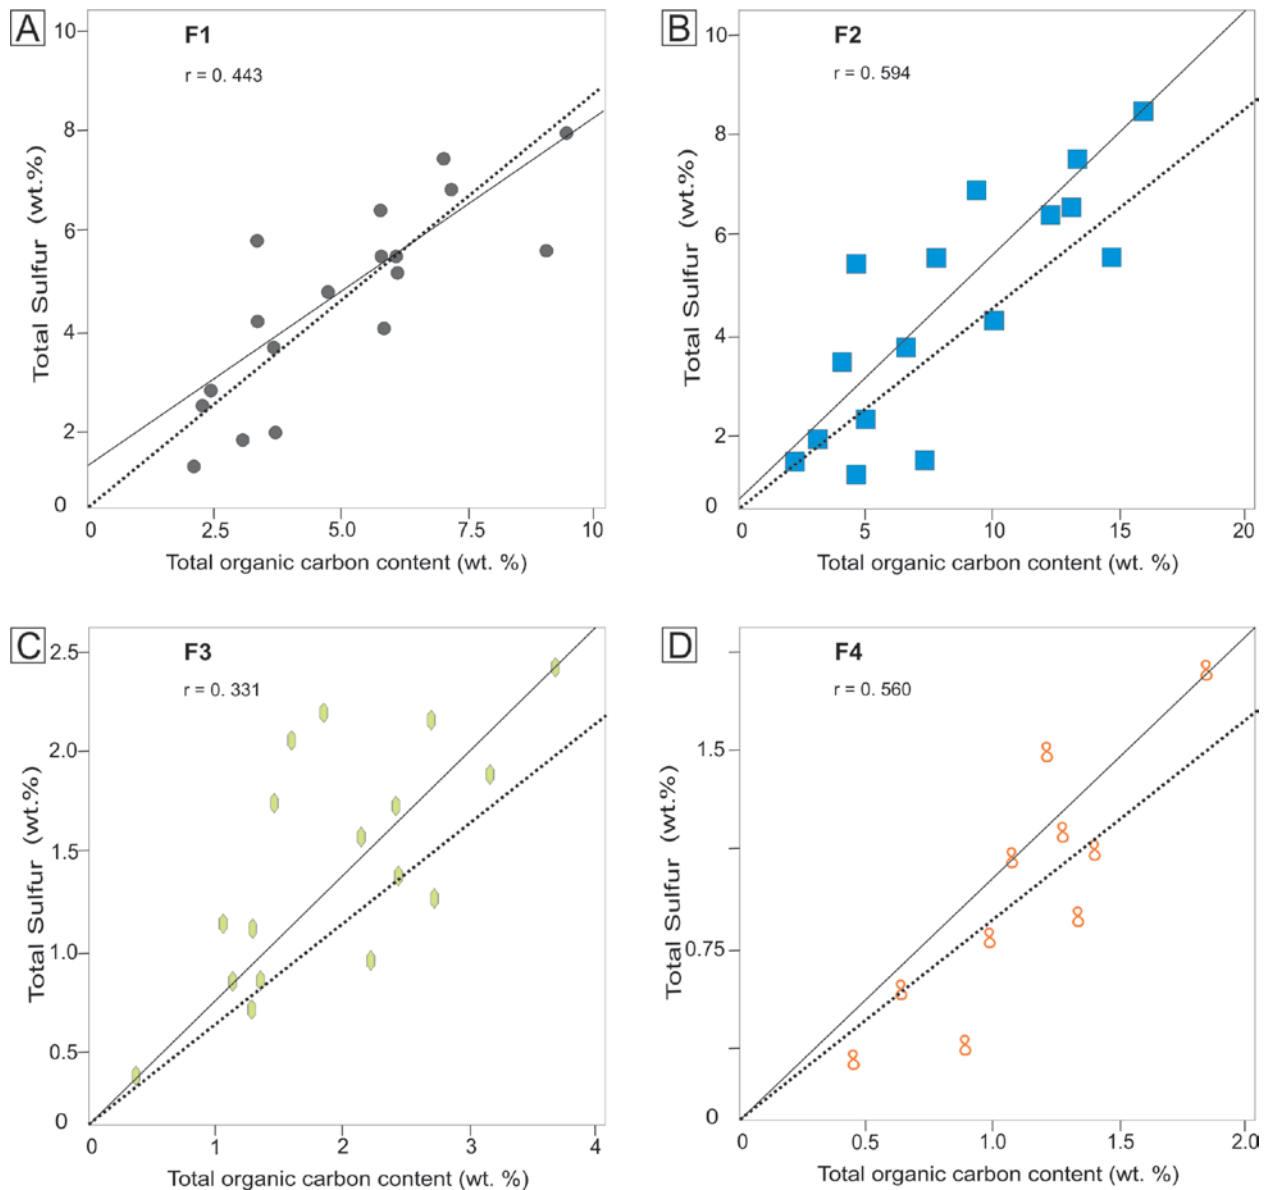 A
F1
r = 0. 443
10
8
6
4
2
0
Total Sulfur (wt.%)
0 2.5 5.0 7.5 10
Total organic carbon content (wt. %)
B
F2
r = 0. 594
10
8
6
4
2
0
Total Sulfur (wt.%)
0 5 10 15 20
Total organic carbon content (wt. %)
C
F3
r = 0. 331
2.5
2.0
1.5
1.0
0.5
0
Total Sulfur (wt.%)
0 1 2 3 4
Total organic carbon content (wt. %)
D
F4
r = 0. 560
1.5
0.75
0
Total Sulfur (wt.%)
0 0.5 1.0 1.5 2.0
Total organic carbon content (wt. %)